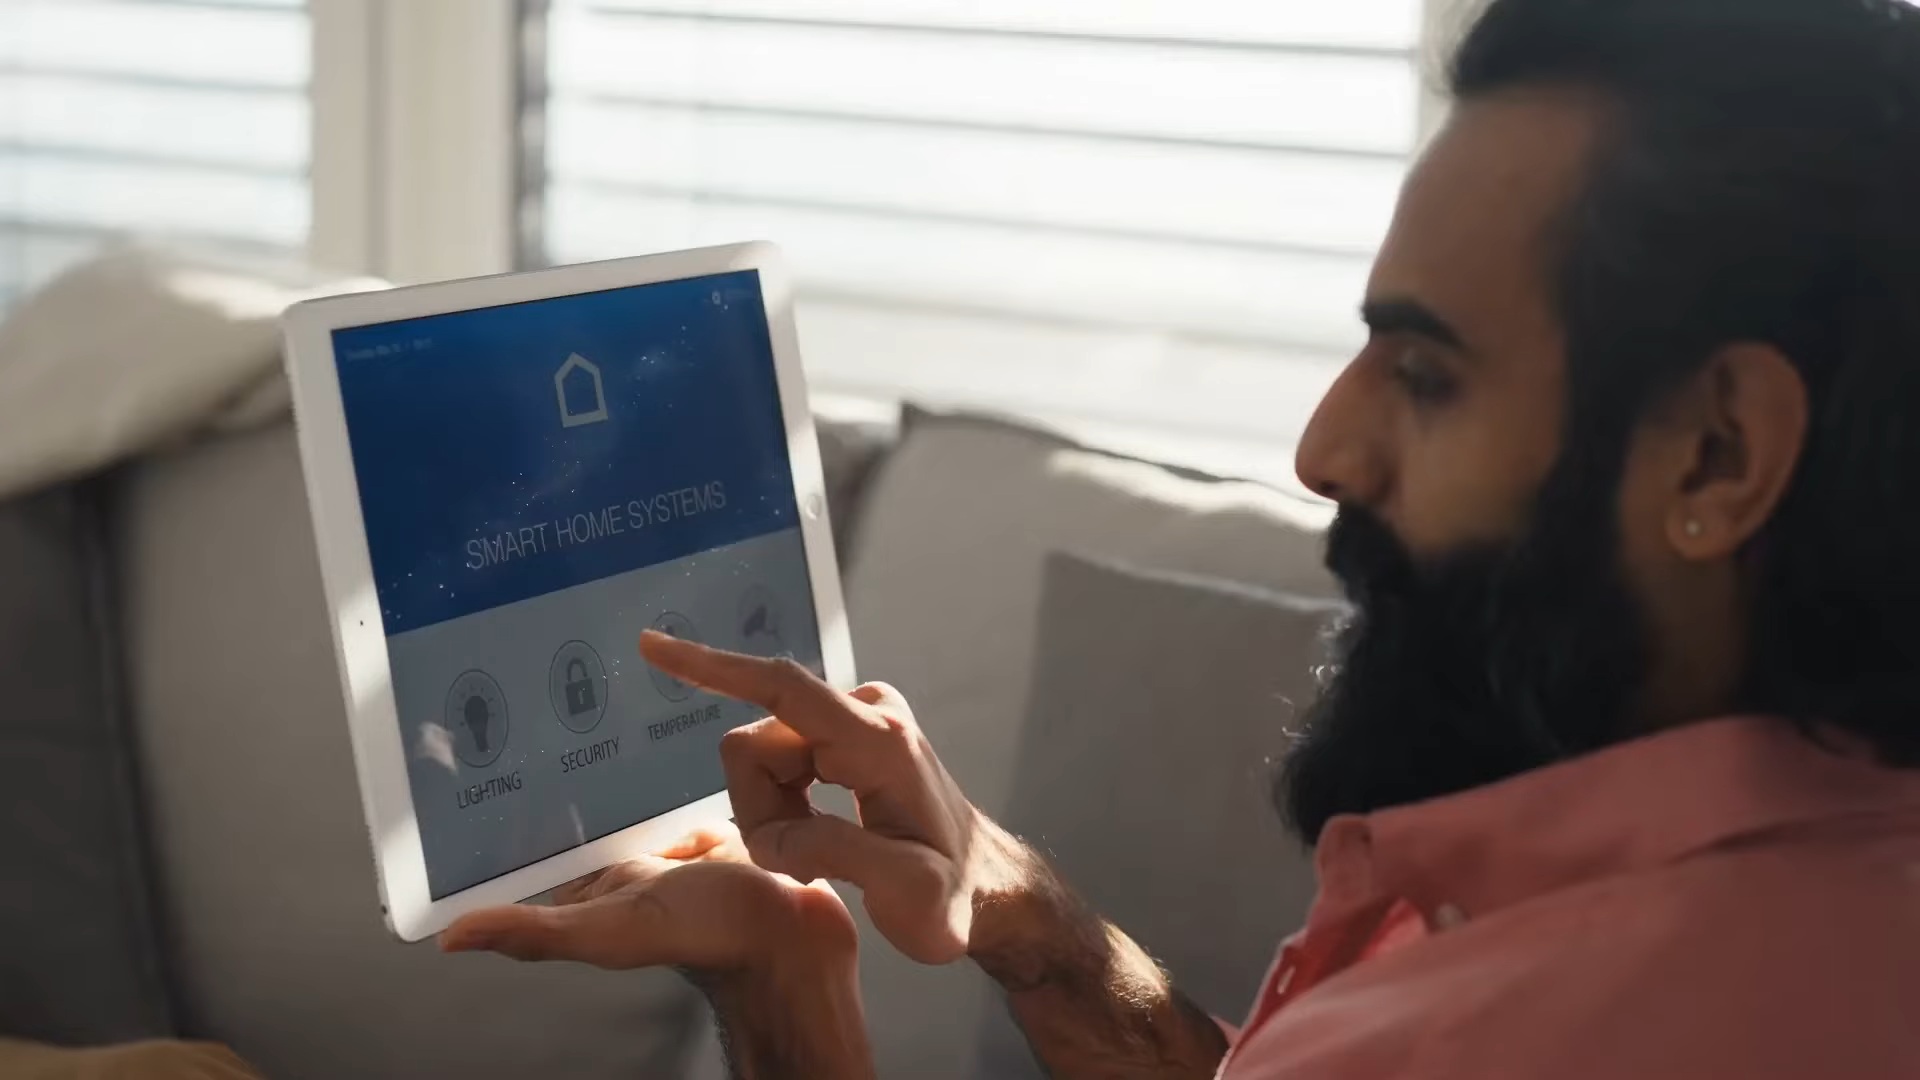 SMART HOME SYSTEMS
LIGHTING
SECURITY
TEMPERATURE